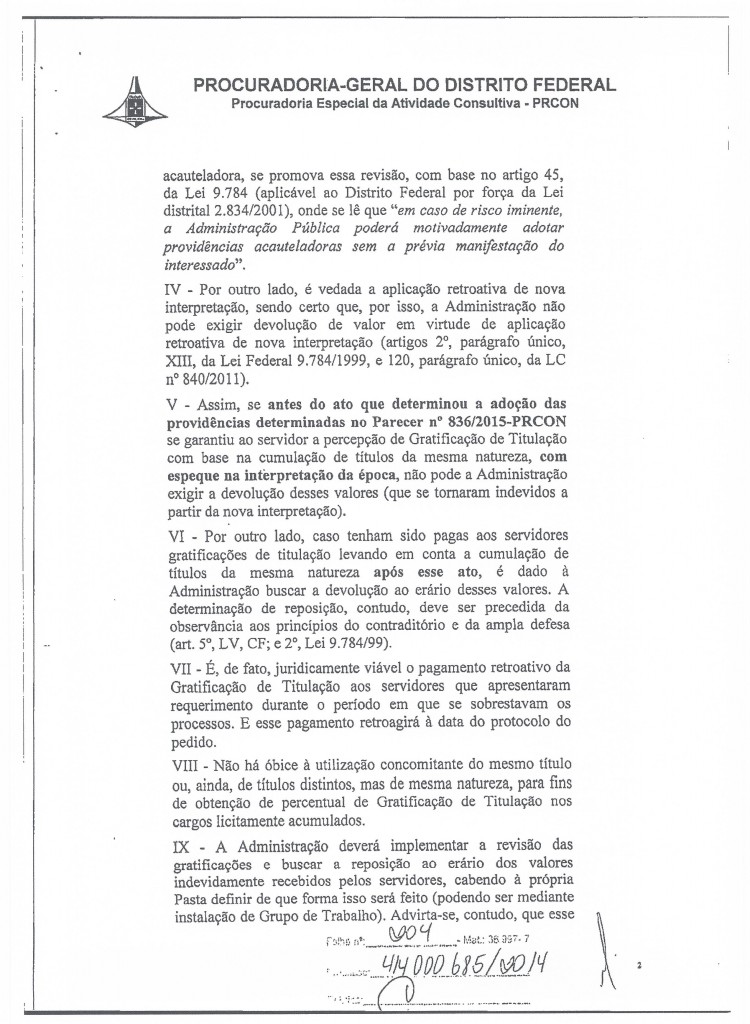 PROCURADORIA-GERAL DO DISTRITO FEDERAL
Procuradoria Especial da Atividade Consultiva - PRCON
acauteladora, se promova essa revisão, com base no artigo 45,
da Lei 9.784 (aplicável ao Distrito Federal por força da Lei
distrital 2.834/2001), onde se lê que “em caso de risco iminente,
a Administração Pública poderá motivadamente adotar
providências acauteladoras sem a prévia manifestação do
interessado”.
IV - Por outro lado, é vedada a aplicação retroativa de nova
interpretação, sendo certo que, por isso, a Administração não
pode exigir devolução de valor em virtude de aplicação
retroativa de nova interpretação (artigos 2º, parágrafo único,
XIII, da Lei Federal 9.784/1999, e 120, parágrafo único, da LC
nº 840/2011).
V - Assim, se antes do ato que determinou a adoção das
providências determinadas no Parecer nº 836/2015-PRCON
se garantiu ao servidor a percepção de Gratificação de Titulação
com base na cumulação de títulos da mesma natureza, com
espeque na interpretação da época, não pode a Administração
exigir a devolução desses valores (que se tornaram indevidos a
partir da nova interpretação).
VI - Por outro lado, caso tenham sido pagas aos servidores
gratificações de titulação levando em conta a cumulação de
títulos da mesma natureza após esse ato, é dado à
Administração buscar a devolução ao erário desses valores. A
determinação de reposição, contudo, deve ser precedida da
observância aos princípios do contraditório e da ampla defesa
(art. 5º, LV, CF; e 2º, Lei 9.784/99).
VII - É, de fato, juridicamente viável o pagamento retroativo da
Gratificação de Titulação aos servidores que apresentaram
requerimento durante o período em que se sobrestavam os
processos. E esse pagamento retroagirá à data do protocolo do
pedido.
VIII - Não há óbice à utilização concomitante do mesmo título
ou, ainda, de títulos distintos, mas de mesma natureza, para fins
de obtenção de percentual de Gratificação de Titulação nos
cargos licitamente acumulados.
IX - A Administração deverá implementar a revisão das
gratificações e buscar a reposição ao erário dos valores
indevidamente recebidos pelos servidores, cabendo à própria
Pasta definir de que forma isso será feito (podendo ser mediante
instalação de Grupo de Trabalho). Advirta-se, contudo, que esse
Folha nº: 004 - Mat.: 36.997-7
414 000 685/2014
2